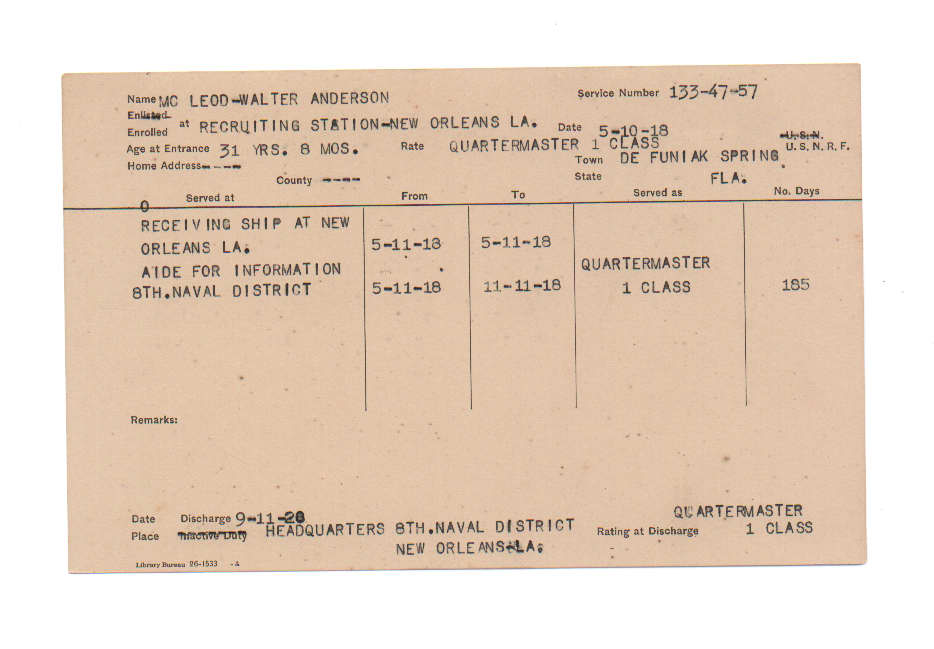 Name MC LEOD-WALTER ANDERSON Service Number 133-47-57
Enlisted
Enrolled at RECRUITING STATION-NEW ORLEANS LA. Date 5-10-18 U.S.N.
Age at Entrance 31 YRS. 8 MOS. Rate QUARTERMASTER 1 CLASS U. S. N. R. F.
Home Address---- Town DE FUNIAK SPRING
County ---- State FLA.
Served at From To Served as No. Days
O
RECEIVING SHIP AT NEW
ORLEANS LA. 5-11-18 5-11-18
AIDE FOR INFORMATION QUARTERMASTER
8TH.NAVAL DISTRICT 5-11-18 11-11-18 1 CLASS 185
Remarks:
QUARTERMASTER
Date Discharge 9-11-28
Place Inactive Duty HEADQUARTERS 8TH.NAVAL DISTRICT Rating at Discharge 1 CLASS
NEW ORLEANS-LA.
Library Bureau 26-1533 -A